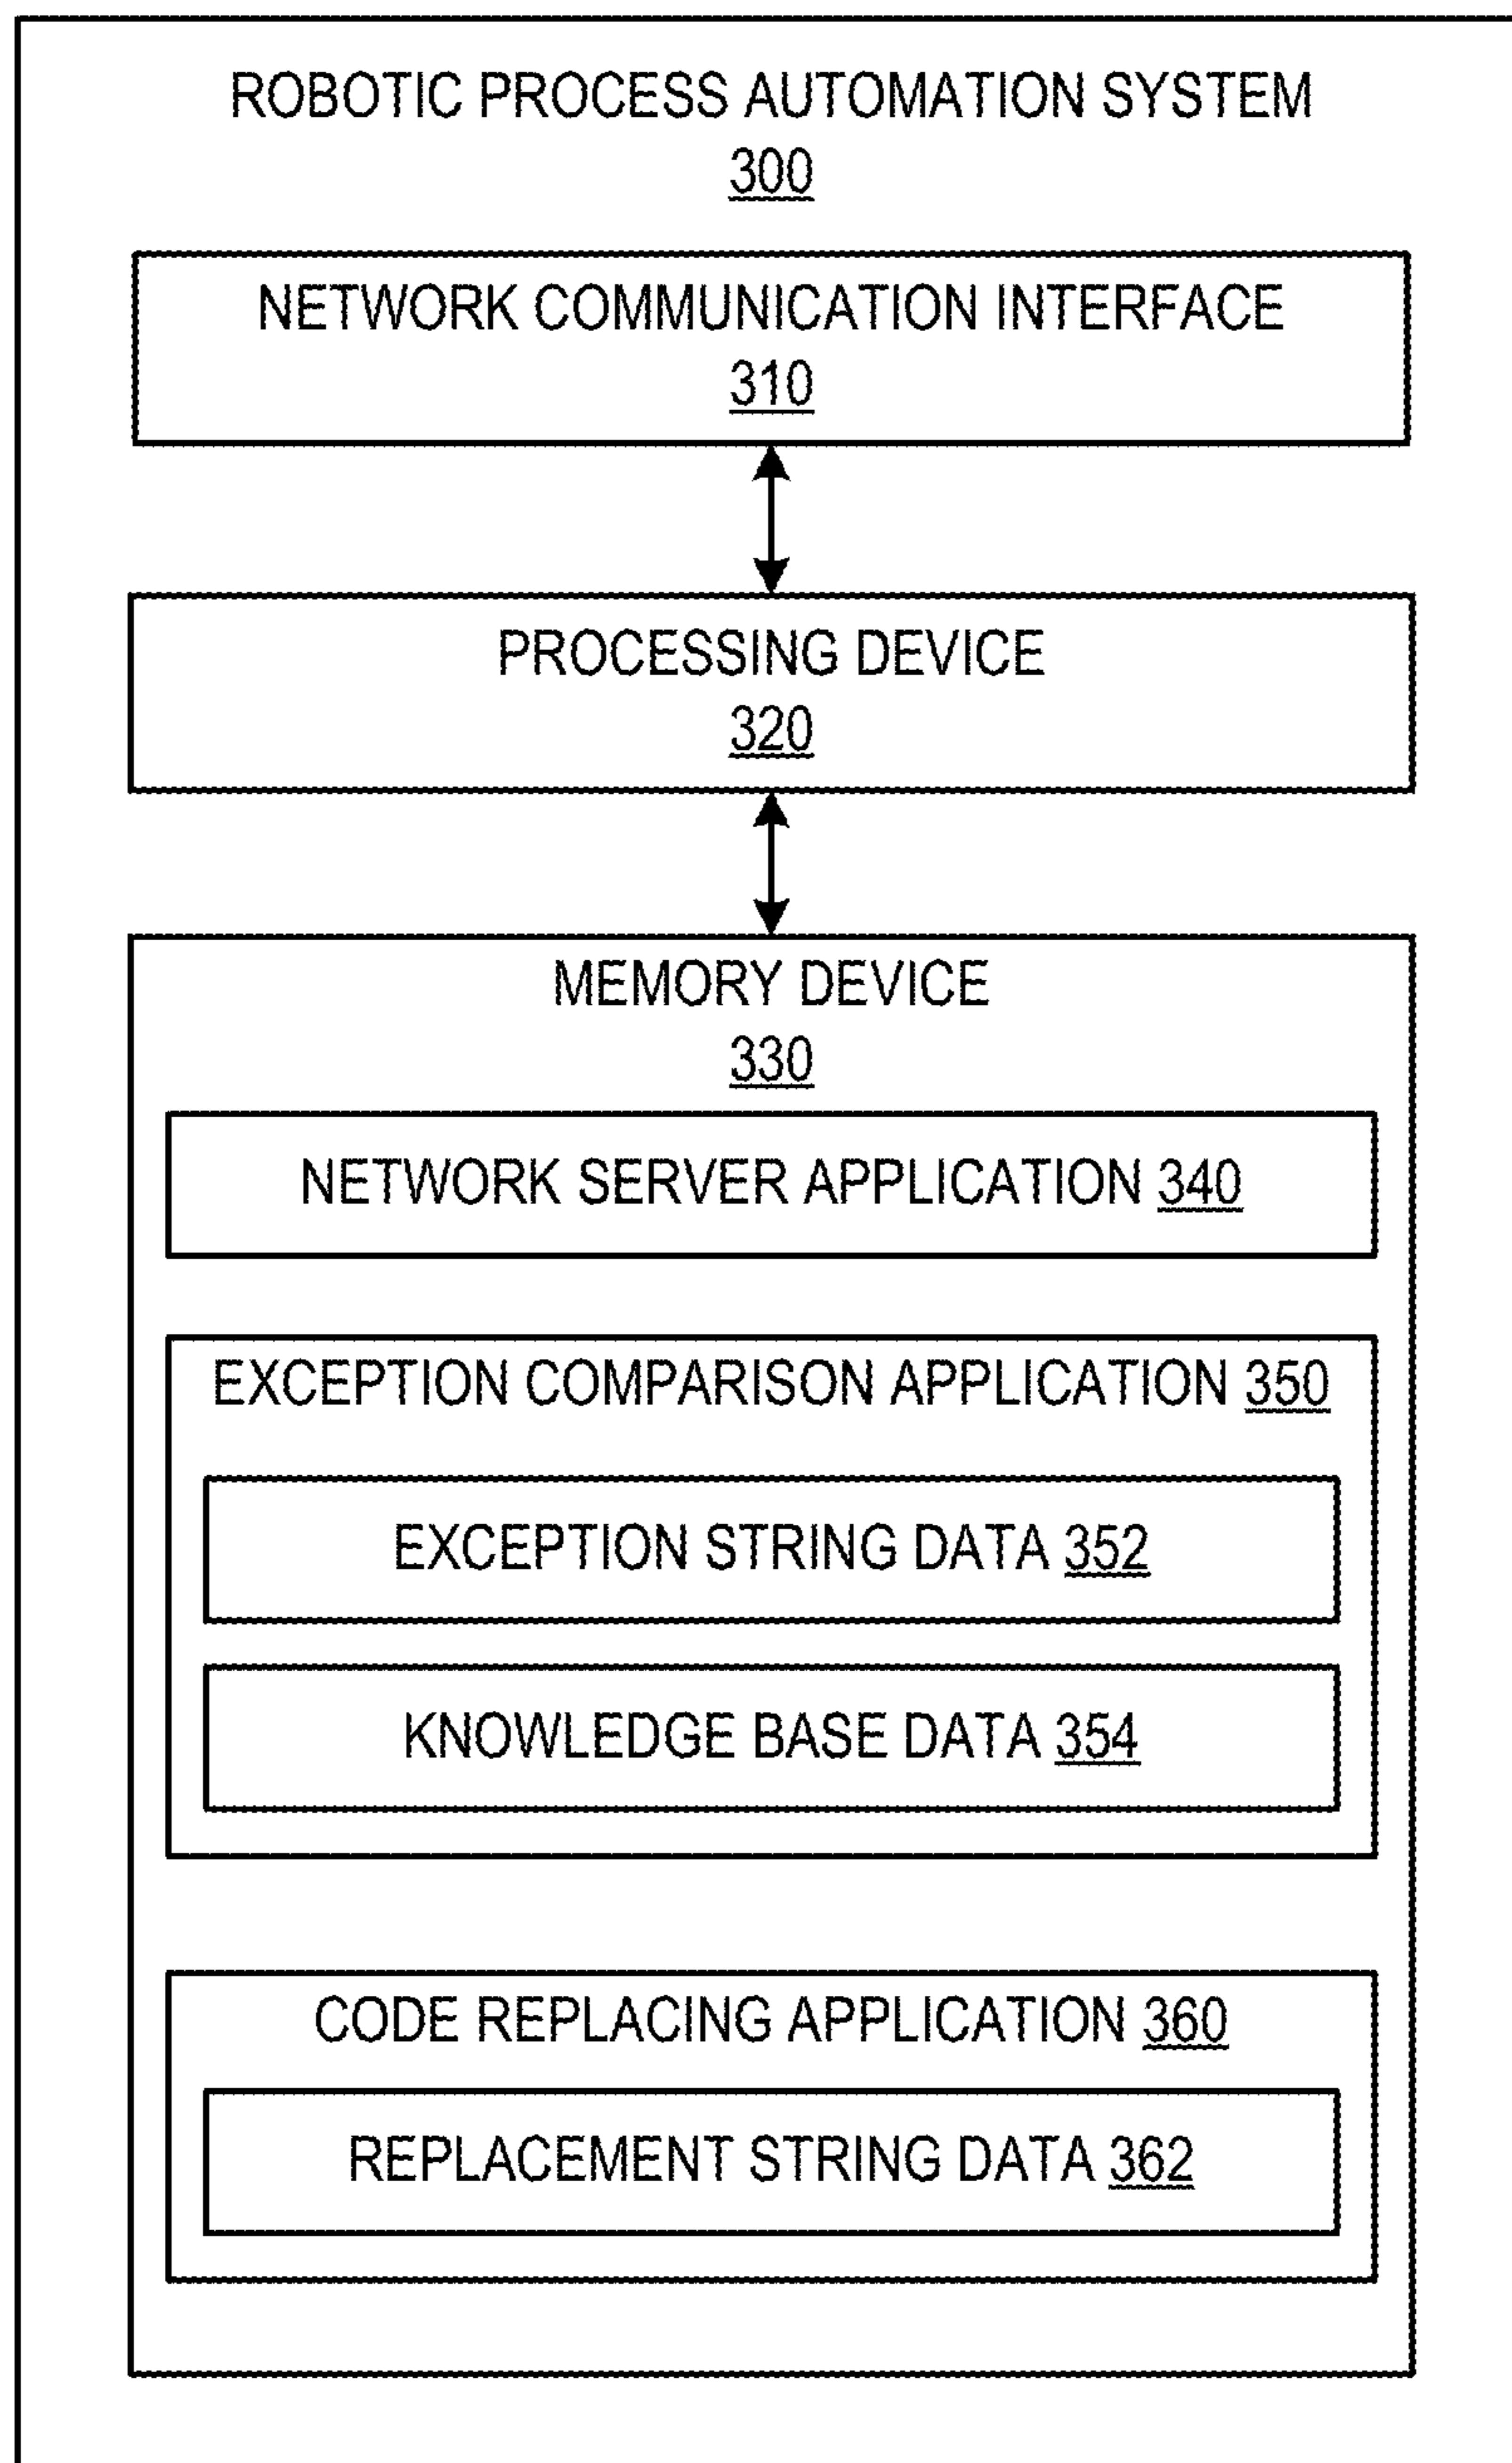 ROBOTIC PROCESS AUTOMATION SYSTEM
300
NETWORK COMMUNICATION INTERFACE
310
PROCESSING DEVICE
320
MEMORY DEVICE
330
NETWORK SERVER APPLICATION 340
EXCEPTION COMPARISON APPLICATION 350
EXCEPTION STRING DATA 352
KNOWLEDGE BASE DATA 354
CODE REPLACING APPLICATION 360
REPLACEMENT STRING DATA 362